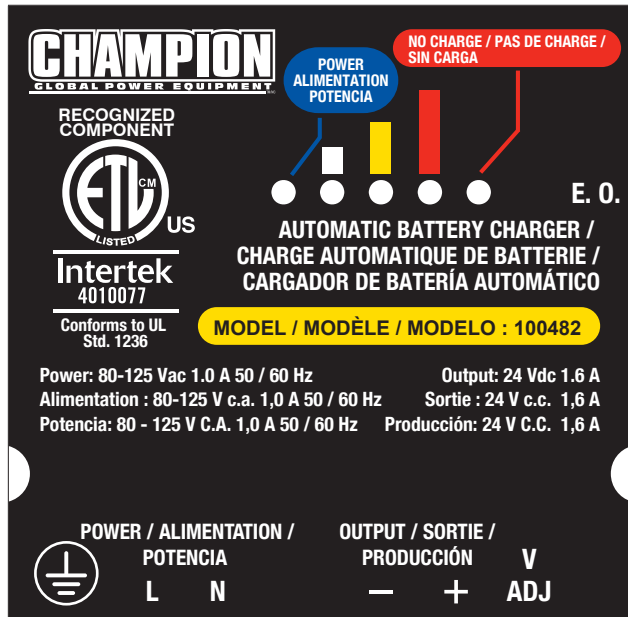 CHAMPION
GLOBAL POWER EQUIPMENT
RECOGNIZED
COMPONENT
ETL
CM
LISTED
US
Intertek
4010077
Conforms to UL
Std. 1236
POWER
ALIMENTATION
POTENCIA
NO CHARGE / PAS DE CHARGE /
SIN CARGA
E. O.
AUTOMATIC BATTERY CHARGER /
CHARGE AUTOMATIQUE DE BATTERIE /
CARGADOR DE BATERÍA AUTOMÁTICO
MODEL / MODÈLE / MODELO : 100482
Power: 80-125 Vac 1.0 A 50 / 60 Hz Output: 24 Vdc 1.6 A
Alimentation : 80-125 V c.a. 1,0 A 50 / 60 Hz Sortie : 24 V c.c. 1,6 A
Potencia: 80 - 125 V C.A. 1,0 A 50 / 60 Hz Producción: 24 V C.C. 1,6 A
POWER / ALIMENTATION /
POTENCIA
L N
OUTPUT / SORTIE /
PRODUCCIÓN
− +
V
ADJ